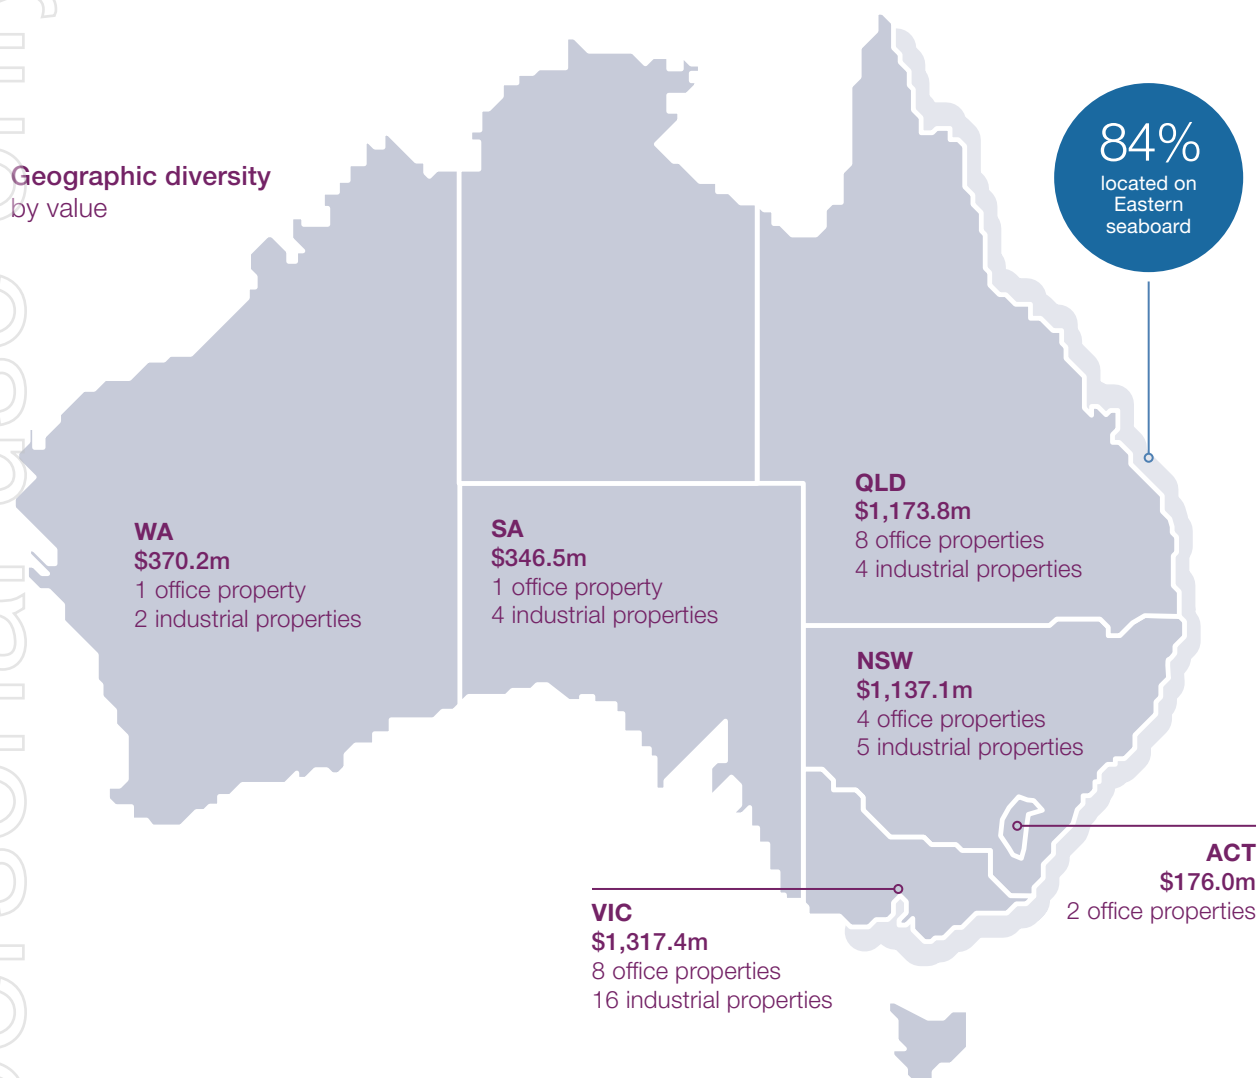 Geographic diversity
by value
84%
located on
Eastern
seaboard
WA
$370.2m
1 office property
2 industrial properties
SA
$346.5m
1 office property
4 industrial properties
QLD
$1,173.8m
8 office properties
4 industrial properties
NSW
$1,137.1m
4 office properties
5 industrial properties
ACT
$176.0m
2 office properties
VIC
$1,317.4m
8 office properties
16 industrial properties